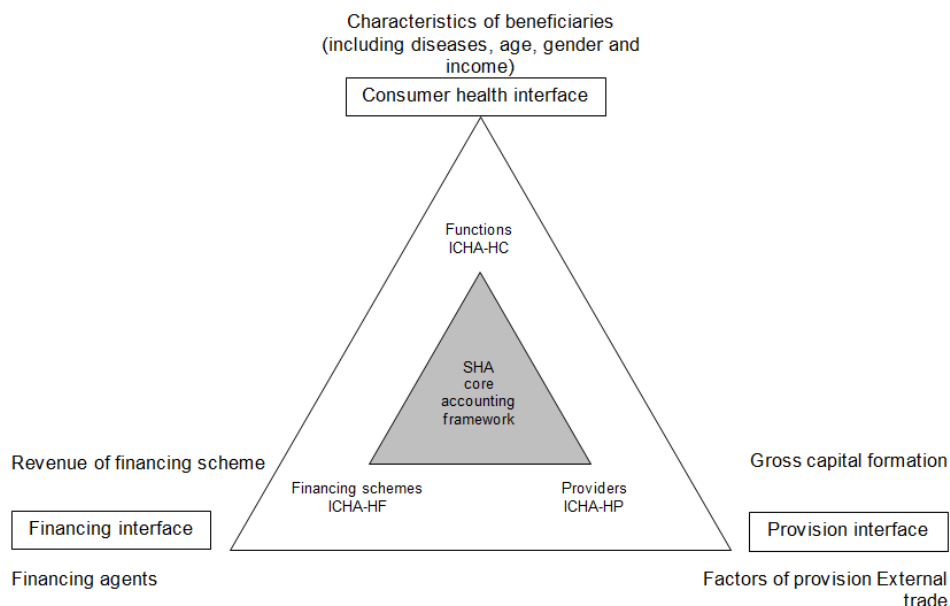 Characteristics of beneficiaries
(including diseases, age, gender and
income)
Consumer health interface
Functions
ICHA-HC
SHA
core
accounting
framework
Revenue of financing scheme
Gross capital formation
Financing schemes
ICHA-HF
Providers
ICHA-HP
Financing interface
Provision interface
Financing agents
Factors of provision External
trade